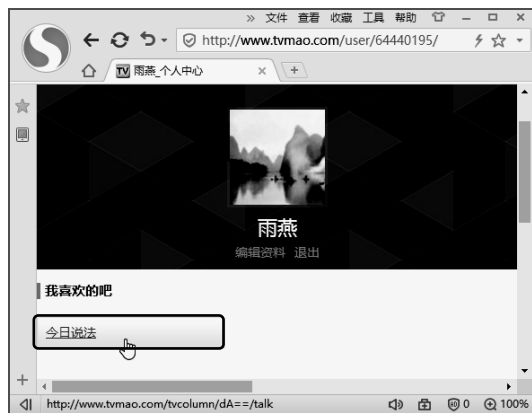 » 文件 查看 收藏 工具 帮助
http://www.tvmao.com/user/64440195/
TV 雨燕_个人中心
雨燕
编辑资料 退出
我喜欢的吧
今日说法
http://www.tvmao.com/tvcolumn/dA==/talk 0 100%